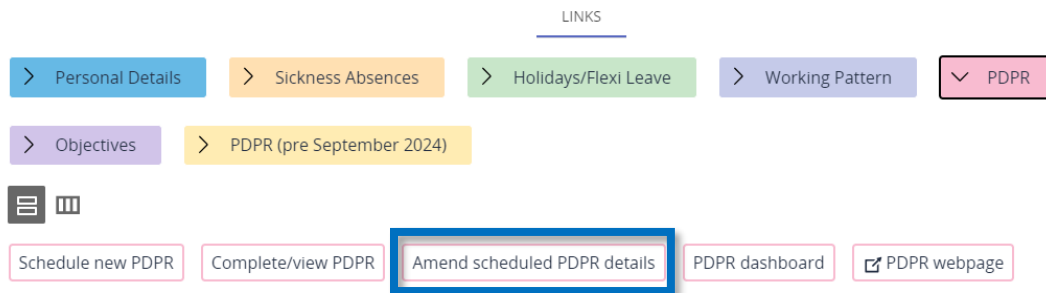 LINKS
Personal Details Sickness Absences Holidays/Flexi Leave Working Pattern PDPR
Objectives PDPR (pre September 2024)
Schedule new PDPR Complete/view PDPR Amend scheduled PDPR details PDPR dashboard PDPR webpage